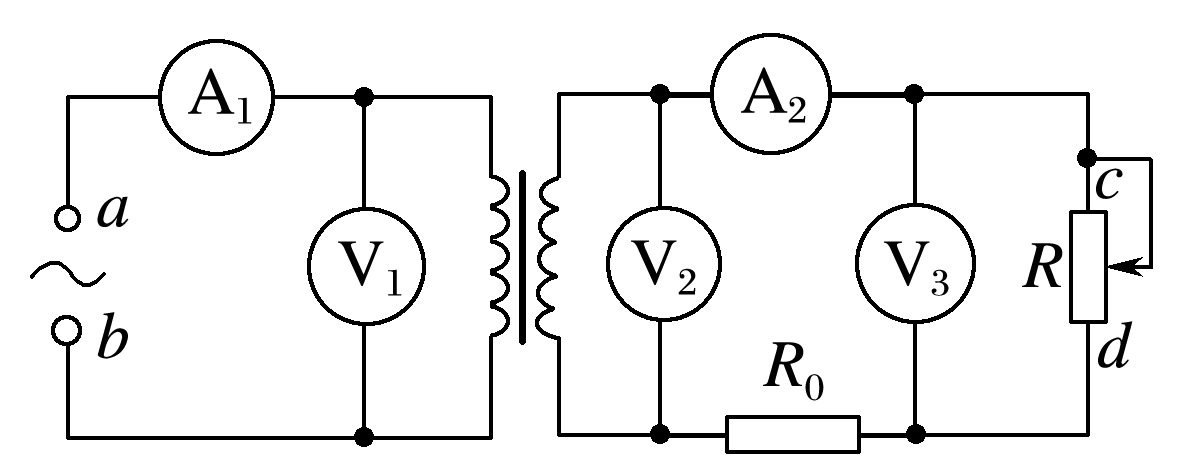 A₁
A₂
a
c
V₁
V₂
V₃
R
b
d
R₀